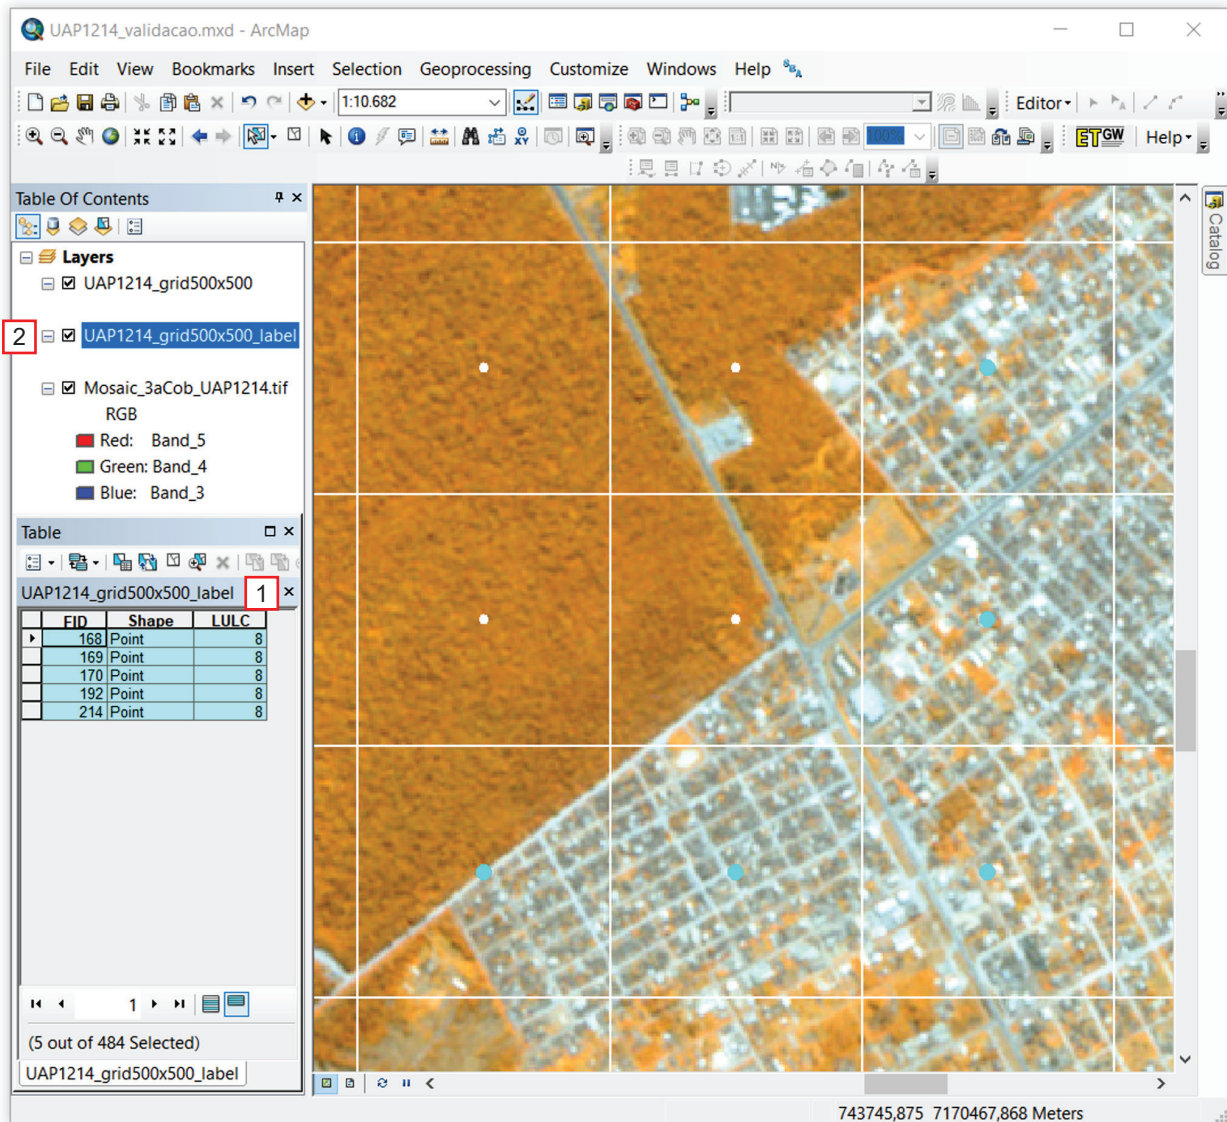 UAP1214_validacao.mxd - ArcMap
File Edit View Bookmarks Insert Selection Geoprocessing Customize Windows Help
1:10.682
Editor
100%
ET GW Help
Table Of Contents
Layers
UAP1214_grid500x500
2
UAP1214_grid500x500_label
Mosaic_3aCob_UAP1214.tif
RGB
Red: Band_5
Green: Band_4
Blue: Band_3
Table
UAP1214_grid500x500_label 1
FID Shape LULC
168 Point 8
169 Point 8
170 Point 8
192 Point 8
214 Point 8
1
(5 out of 484 Selected)
UAP1214_grid500x500_label
Catalog
743745,875 7170467,868 Meters